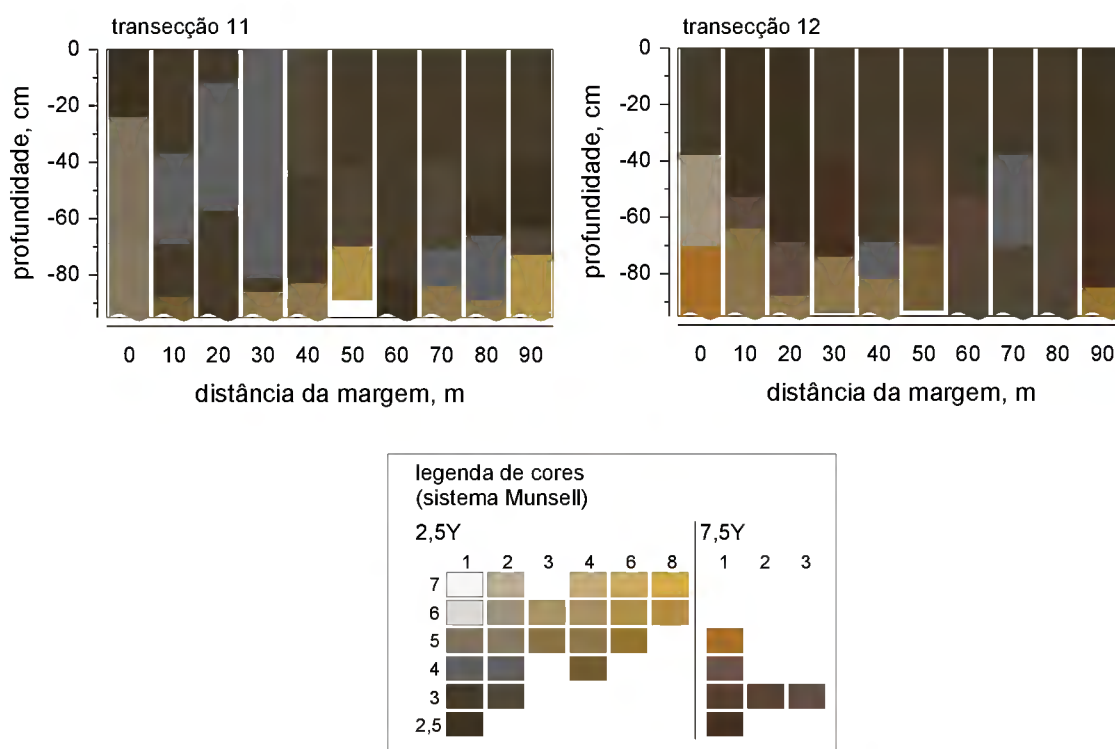 transecção 11
0
-20
-40
-60
-80
profundidade, cm
0 10 20 30 40 50 60 70 80 90
distância da margem, m
transecção 12
0
-20
-40
-60
-80
profundidade, cm
0 10 20 30 40 50 60 70 80 90
distância da margem, m
legenda de cores
(sistema Munsell)
2,5Y 7,5Y
1 2 3 4 6 8 1 2 3
7
6
5
4
3
2,5